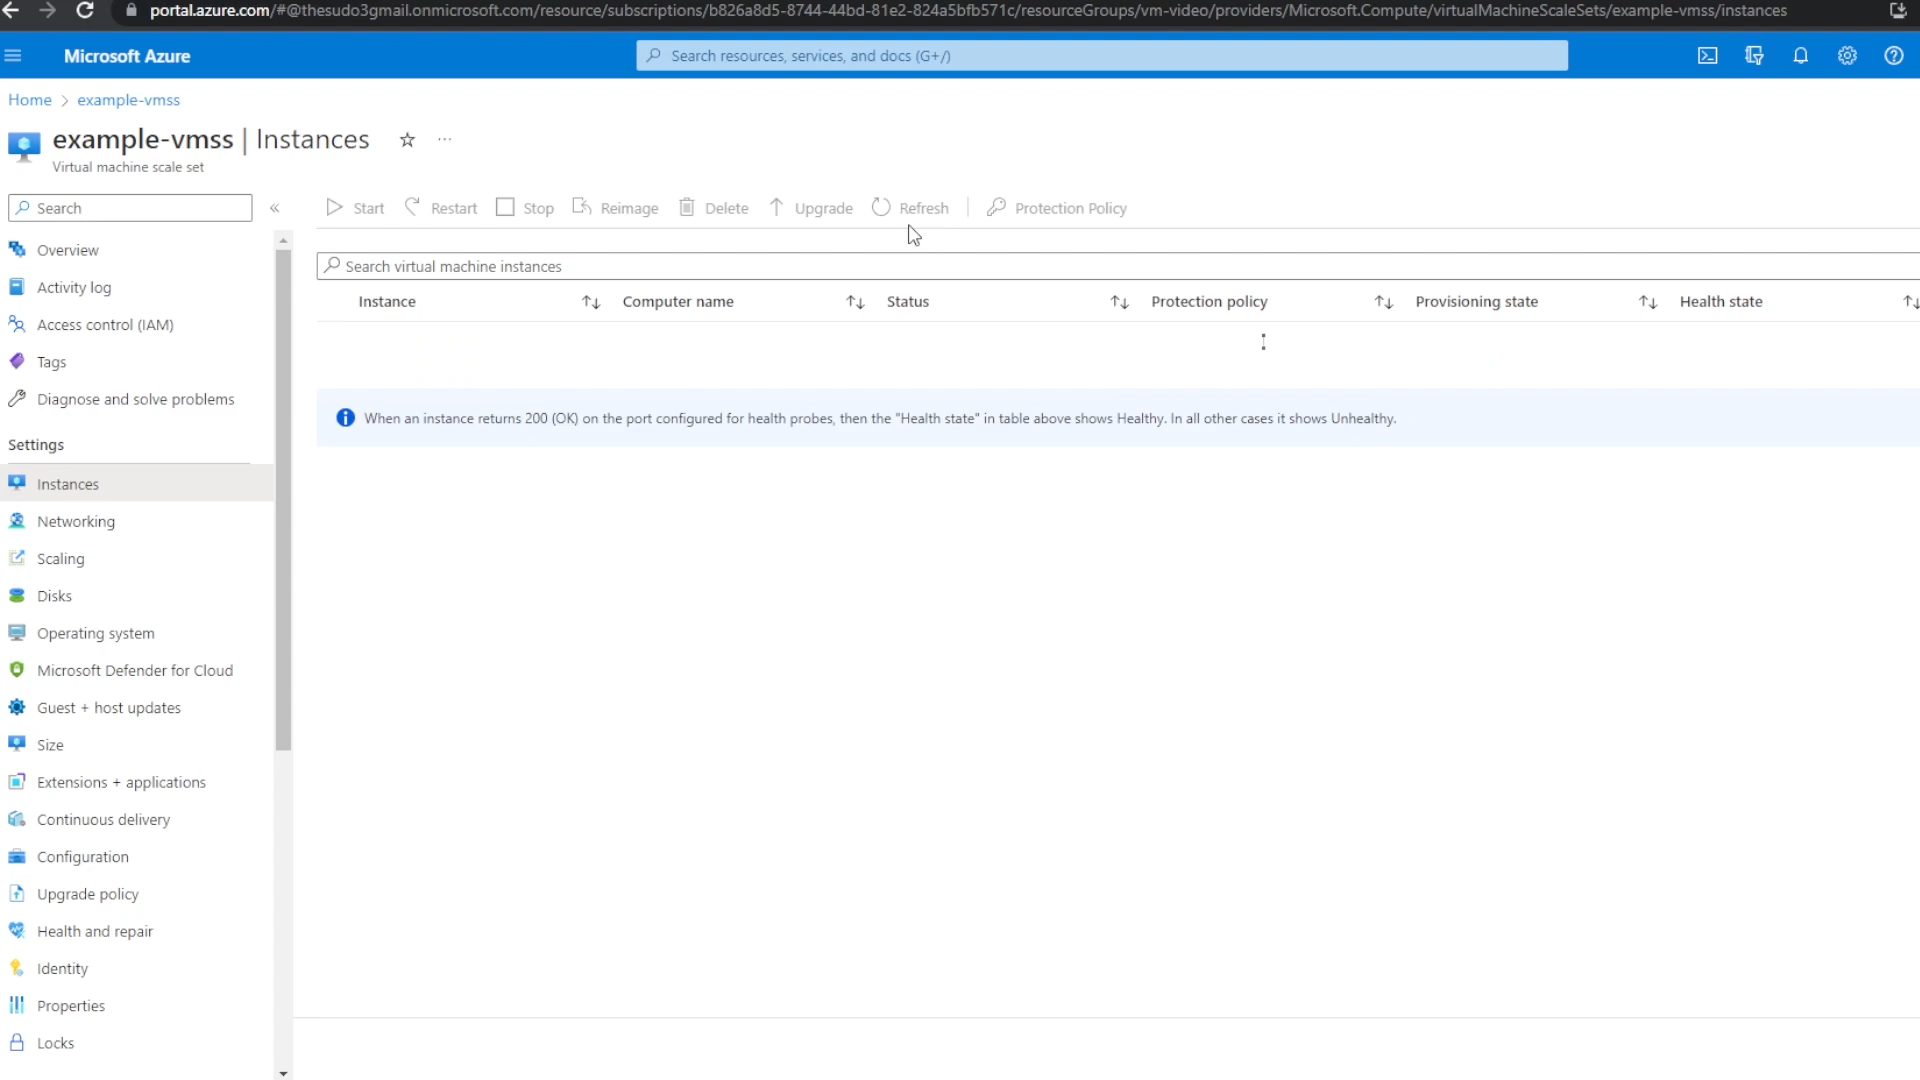 portal.azure.com/#@thesudo3gmail.onmicrosoft.com/resource/subscriptions/b826a8d5-8744-44bd-81e2-824a5bfb571c/resourceGroups/vm-video/providers/Microsoft.Compute/virtualMachineScaleSets/example-vmss/instances
Microsoft Azure
Search resources, services, and docs (G+/)
Home > example-vmss
example-vmss | Instances
Virtual machine scale set
Search
Start Restart Stop Reimage Delete Upgrade Refresh Protection Policy
Search virtual machine instances
Instance Computer name Status Protection policy Provisioning state Health state
When an instance returns 200 (OK) on the port configured for health probes, then the "Health state" in table above shows Healthy. In all other cases it shows Unhealthy.
Overview
Activity log
Access control (IAM)
Tags
Diagnose and solve problems
Settings
Instances
Networking
Scaling
Disks
Operating system
Microsoft Defender for Cloud
Guest + host updates
Size
Extensions + applications
Continuous delivery
Configuration
Upgrade policy
Health and repair
Identity
Properties
Locks